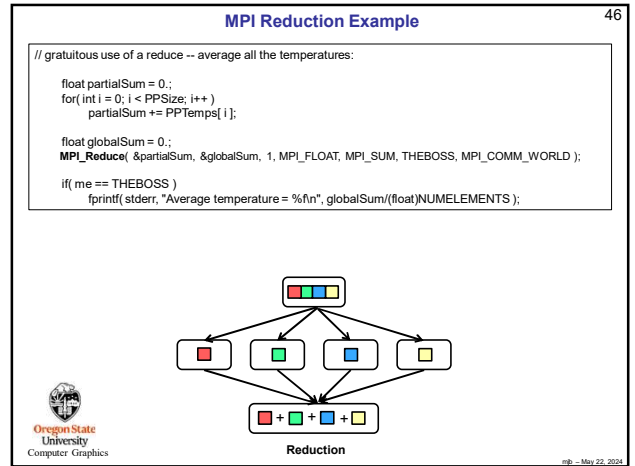 46
MPI Reduction Example
// gratuitous use of a reduce -- average all the temperatures:
float partialSum = 0.;
for( int i = 0; i < PPSize; i++ )
partialSum += PPTemps[ i ];
float globalSum = 0.;
MPI_Reduce( &partialSum, &globalSum, 1, MPI_FLOAT, MPI_SUM, THEBOSS, MPI_COMM_WORLD );
if( me == THEBOSS )
fprintf( stderr, "Average temperature = %f\n", globalSum/(float)NUMELEMENTS );
+ + +
Reduction
Oregon State
University
Computer Graphics
mjb – May 22, 2024